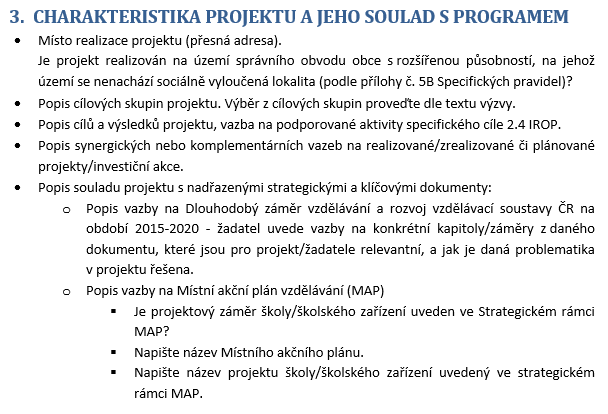 3. CHARAKTERISTIKA PROJEKTU A JEHO SOULAD S PROGRAMEM
• Místo realizace projektu (přesná adresa).
Je projekt realizován na území správního obvodu obce s rozšířenou působností, na jehož
území se nenachází sociálně vyloučená lokalita (podle přílohy č. 5B Specifických pravidel)?
• Popis cílových skupin projektu. Výběr z cílových skupin proveďte dle textu výzvy.
• Popis cílů a výsledků projektu, vazba na podporované aktivity specifického cíle 2.4 IROP.
• Popis synergických nebo komplementárních vazeb na realizované/zrealizované či plánované
projekty/investiční akce.
• Popis souladu projektu s nadřazenými strategickými a klíčovými dokumenty:
o Popis vazby na Dlouhodobý záměr vzdělávání a rozvoj vzdělávací soustavy ČR na
období 2015-2020 - žadatel uvede vazby na konkrétní kapitoly/záměry z daného
dokumentu, které jsou pro projekt/žadatele relevantní, a jak je daná problematika
v projektu řešena.
o Popis vazby na Místní akční plán vzdělávání (MAP)
▪ Je projektový záměr školy/školského zařízení uveden ve Strategickém rámci
MAP?
▪ Napište název Místního akčního plánu.
▪ Napište název projektu školy/školského zařízení uvedený ve strategickém
rámci MAP.